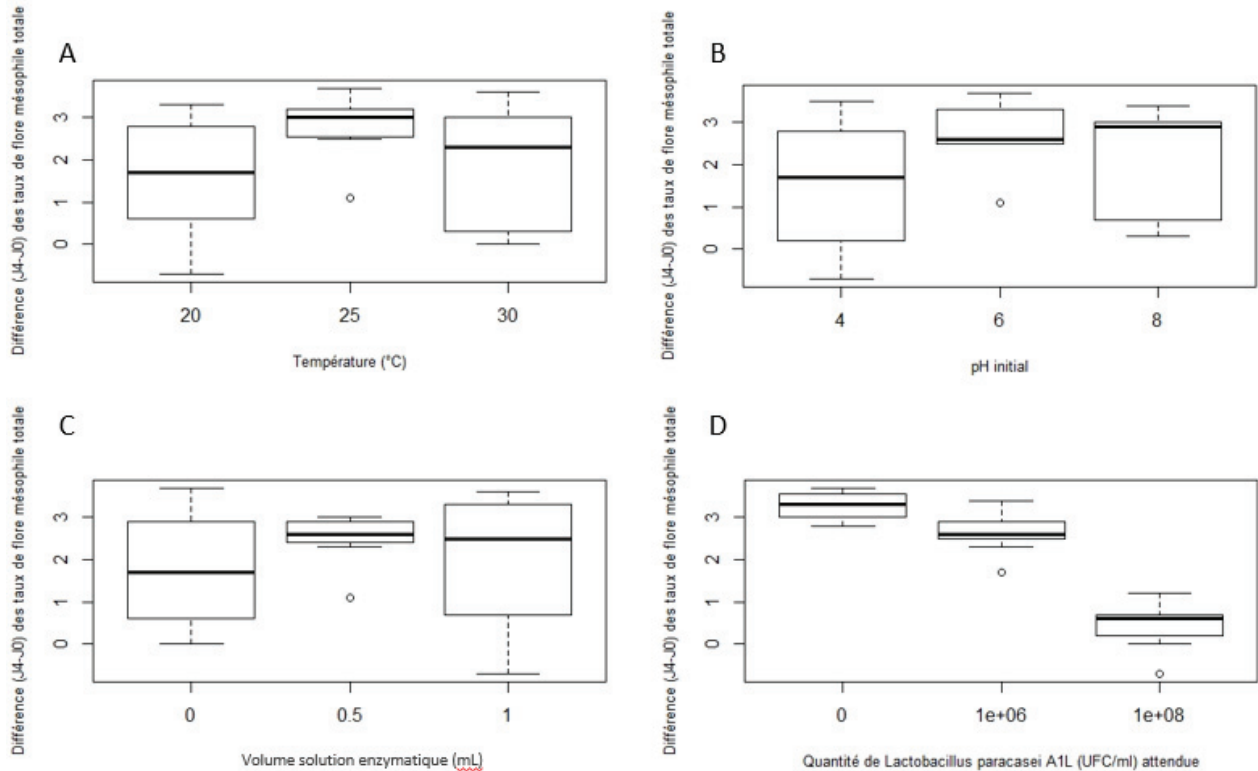 A
Différence (J4-J0) des taux de flore mésophile totale
3
2
1
0
20 25 30
Température (°C)
B
Différence (J4-J0) des taux de flore mésophile totale
3
2
1
0
4 6 8
pH initial
C
Différence (J4-J0) des taux de flore mésophile totale
3
2
1
0
0 0.5 1
Volume solution enzymatique (mL)
D
Différence (J4-J0) des taux de flore mésophile totale
3
2
1
0
0 1e+06 1e+08
Quantité de Lactobacillus paracasei A1L (UFC/ml) attendue